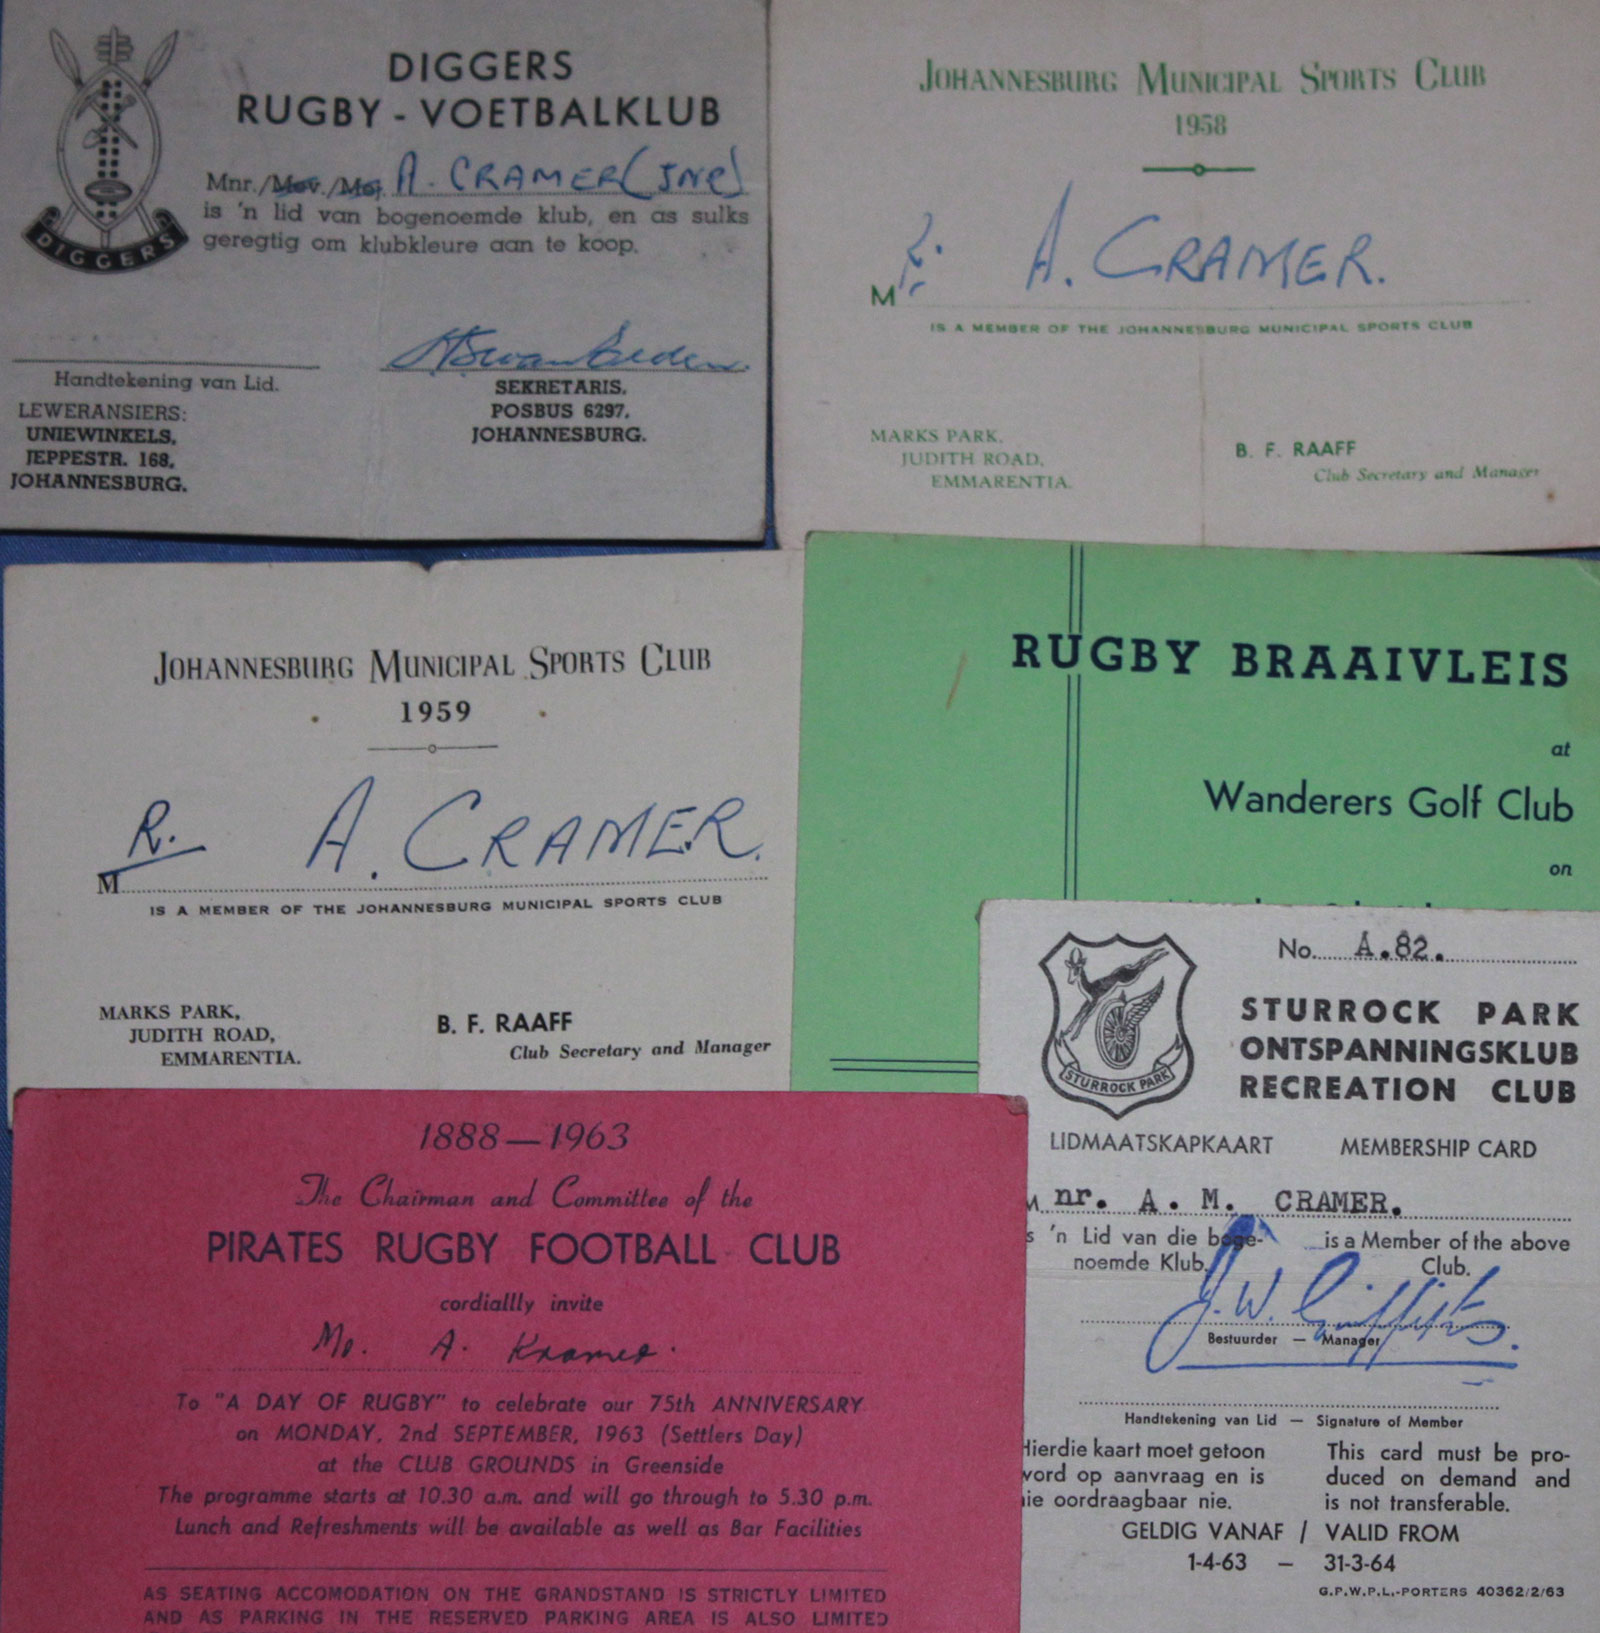 DIGGERS
RUGBY - VOETBALKLUB
Mnr./Mev./Mej. A. CRAMER (JNR)
is 'n lid van bogenoemde klub, en as sulks
geregtig om klubkleure aan te koop.
DIGGERS
Handtekening van Lid.
LEWERANSIERS:
UNIEWINKELS,
JEPPESTR. 168,
JOHANNESBURG.
SEKRETARIS.
POSBUS 6297,
JOHANNESBURG.
JOHANNESBURG MUNICIPAL SPORTS CLUB
1958
MR. A. CRAMER.
IS A MEMBER OF THE JOHANNESBURG MUNICIPAL SPORTS CLUB
MARKS PARK,
JUDITH ROAD,
EMMARENTIA.
B. F. RAAFF
Club Secretary and Manager
JOHANNESBURG MUNICIPAL SPORTS CLUB
1959
MR. A. CRAMER.
IS A MEMBER OF THE JOHANNESBURG MUNICIPAL SPORTS CLUB
MARKS PARK,
JUDITH ROAD,
EMMARENTIA.
B. F. RAAFF
Club Secretary and Manager
RUGBY BRAAIVLEIS
at
Wanderers Golf Club
on
1888—1963
The Chairman and Committee of the
PIRATES RUGBY FOOTBALL CLUB
cordiallly invite
Mr. A. Kramer.
To "A DAY OF RUGBY" to celebrate our 75th ANNIVERSARY
on MONDAY, 2nd SEPTEMBER, 1963 (Settlers Day)
at the CLUB GROUNDS in Greenside
The programme starts at 10.30 a.m. and will go through to 5.30 p.m.
Lunch and Refreshments will be available as well as Bar Facilities
AS SEATING ACCOMODATION ON THE GRANDSTAND IS STRICTLY LIMITED
AND AS PARKING IN THE RESERVED PARKING AREA IS ALSO LIMITED
No. A.82.
STURROCK PARK
ONTSPANNINGSKLUB
RECREATION CLUB
STURROCK PARK
LIDMAATSKAPKAART MEMBERSHIP CARD
Mnr. A. M. CRAMER.
s 'n Lid van die boge-
noemde Klub.
is a Member of the above
Club.
J. W. Griffiths.
Bestuurder — Manager
Handtekening van Lid — Signature of Member
Hierdie kaart moet getoon
word op aanvraag en is
nie oordraagbaar nie.
This card must be pro-
duced on demand and
is not transferable.
GELDIG VANAF / VALID FROM
1-4-63 — 31-3-64
G.P.W.P.L.-PORTERS 40362/2/63